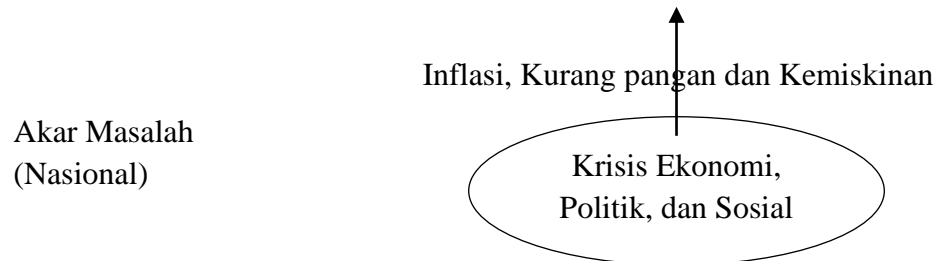 Inflasi, Kurang pangan dan Kemiskinan
Akar Masalah
(Nasional)
Krisis Ekonomi,
Politik, dan Sosial